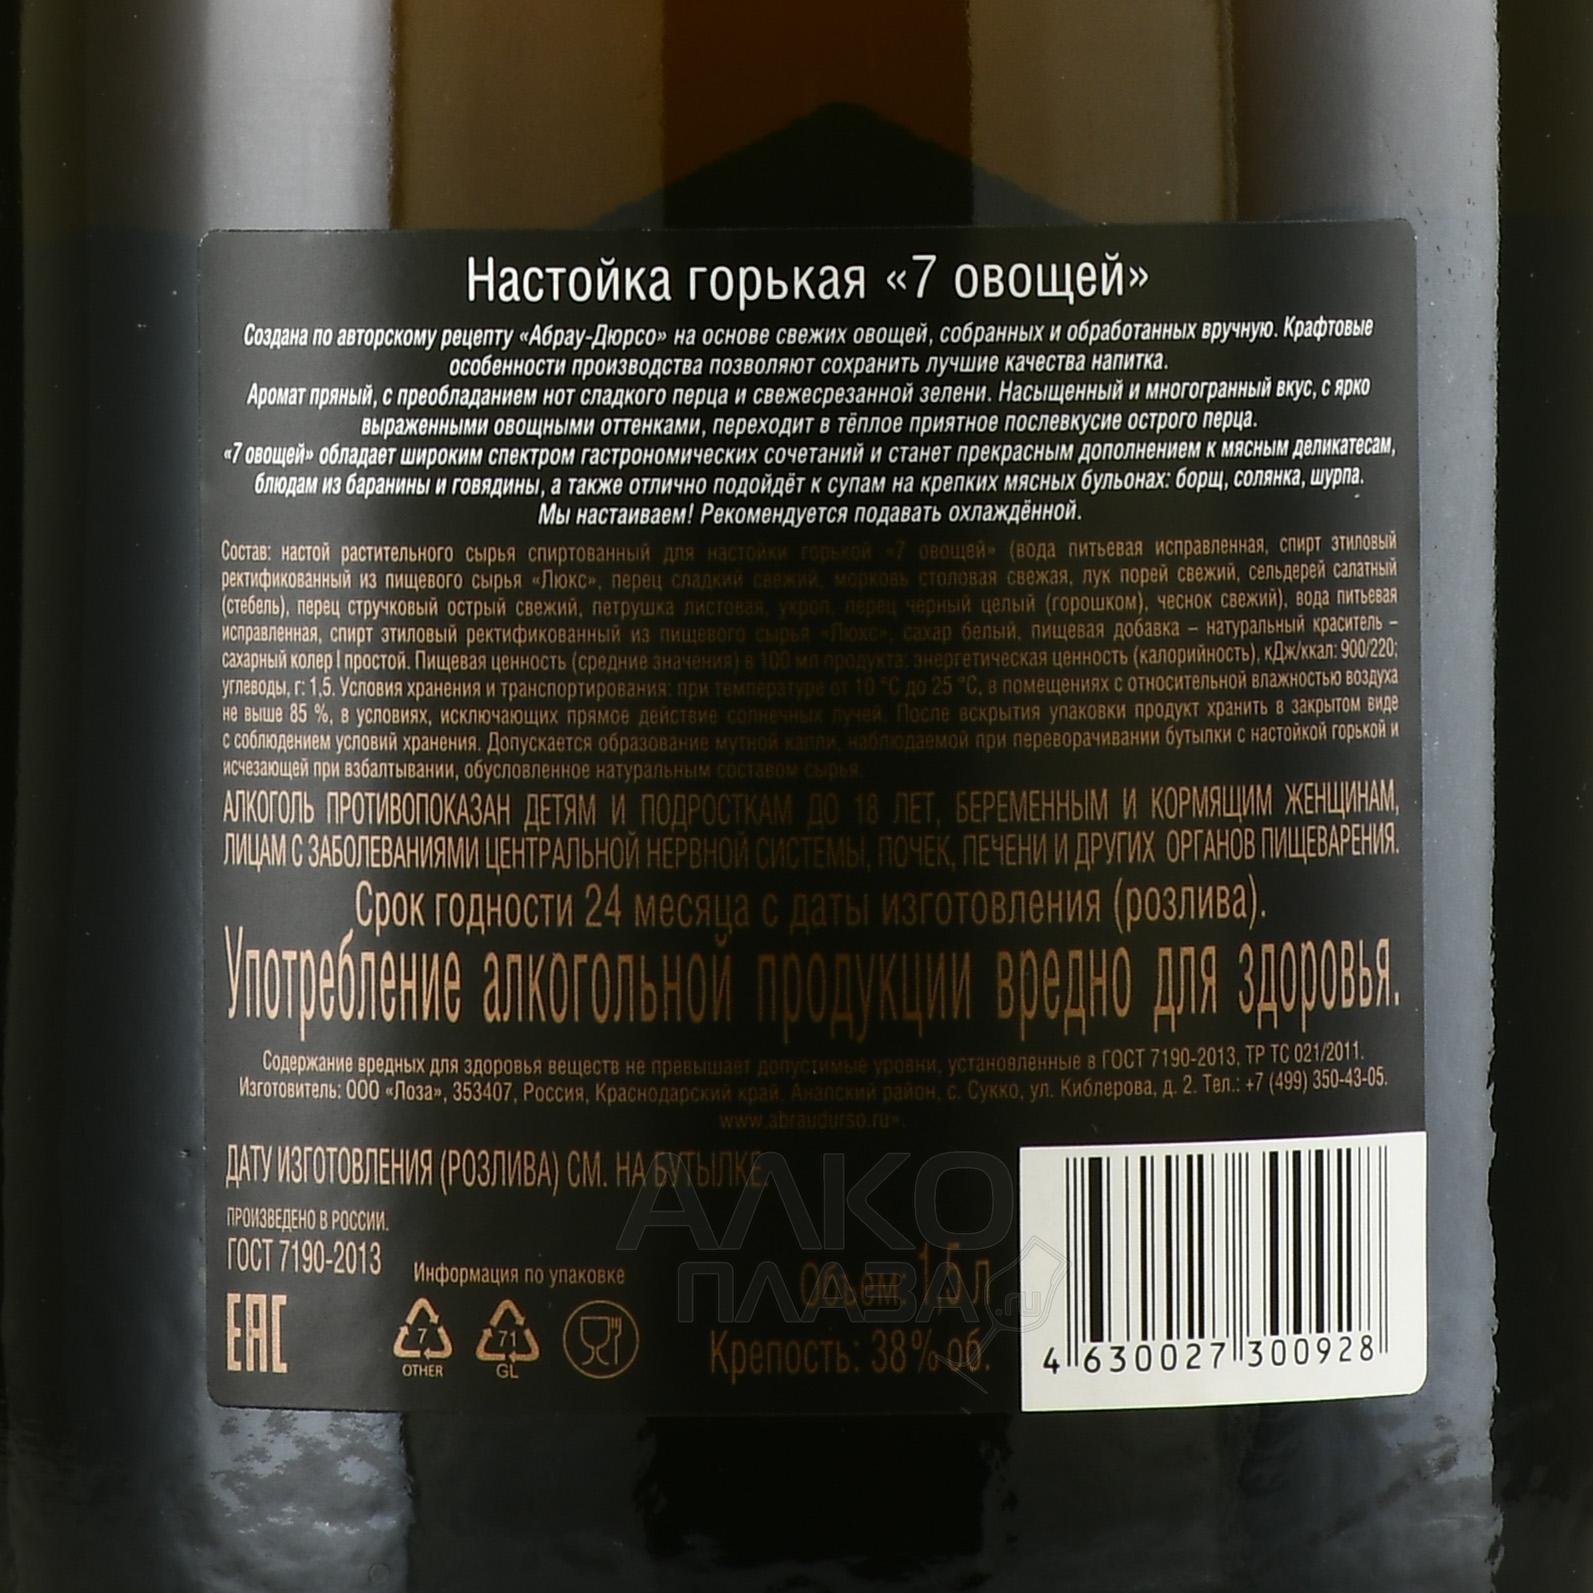 Настойка горькая «7 овощей»
Создана по авторскому рецепту «Абрау-Дюрсо» на основе свежих овощей, собранных и обработанных вручную. Крафтовые
особенности производства позволяют сохранить лучшие качества напитка.
Аромат пряный, с преобладанием нот сладкого перца и свежесрезанной зелени. Насыщенный и многогранный вкус, с ярко
выраженными овощными оттенками, переходит в тёплое приятное послевкусие острого перца.
«7 овощей» обладает широким спектром гастрономических сочетаний и станет прекрасным дополнением к мясным деликатесам,
блюдам из баранины и говядины, а также отлично подойдёт к супам на крепких мясных бульонах: борщ, солянка, шурпа.
Мы настаиваем! Рекомендуется подавать охлаждённой.
Состав: настой растительного сырья спиртованный для настойки горькой «7 овощей» (вода питьевая исправленная, спирт этиловый
ректификованный из пищевого сырья «Люкс», перец сладкий свежий, морковь столовая свежая, лук порей свежий, сельдерей салатный
(стебель), перец стручковый острый свежий, петрушка листовая, укроп, перец черный целый (горошком), чеснок свежий), вода питьевая
исправленная, спирт этиловый ректификованный из пищевого сырья «Люкс», сахар белый, пищевая добавка – натуральный краситель –
сахарный колер I простой. Пищевая ценность (средние значения) в 100 мл продукта: энергетическая ценность (калорийность), кДж/ккал: 900/220;
углеводы, г: 1,5. Условия хранения и транспортирования: при температуре от 10 °С до 25 °С, в помещениях с относительной влажностью воздуха
не выше 85 %, в условиях, исключающих прямое действие солнечных лучей. После вскрытия упаковки продукт хранить в закрытом виде
с соблюдением условий хранения. Допускается образование мутной капли, наблюдаемой при переворачивании бутылки с настойкой горькой и
исчезающей при взбалтывании, обусловленное натуральным составом сырья.
АЛКОГОЛЬ ПРОТИВОПОКАЗАН ДЕТЯМ И ПОДРОСТКАМ ДО 18 ЛЕТ, БЕРЕМЕННЫМ И КОРМЯЩИМ ЖЕНЩИНАМ,
ЛИЦАМ С ЗАБОЛЕВАНИЯМИ ЦЕНТРАЛЬНОЙ НЕРВНОЙ СИСТЕМЫ, ПОЧЕК, ПЕЧЕНИ И ДРУГИХ ОРГАНОВ ПИЩЕВАРЕНИЯ.
Срок годности 24 месяца с даты изготовления (розлива).
Употребление алкогольной продукции вредно для здоровья.
Содержание вредных для здоровья веществ не превышает допустимые уровни, установленные в ГОСТ 7190-2013, ТР ТС 021/2011.
Изготовитель: ООО «Лоза», 353407, Россия, Краснодарский край, Анапский район, с. Сукко, ул. Киблерова, д. 2. Тел.: +7 (499) 350-43-05.
www.abraudurso.ru».
ДАТУ ИЗГОТОВЛЕНИЯ (РОЗЛИВА) СМ. НА БУТЫЛКЕ.
ПРОИЗВЕДЕНО В РОССИИ.
ГОСТ 7190-2013
Информация по упаковке
EAC
7
OTHER
71
GL
Объем: 1,5 л
Крепость: 38% об.
АЛКО
ПЛАЗА
.ru
4 630027 300928